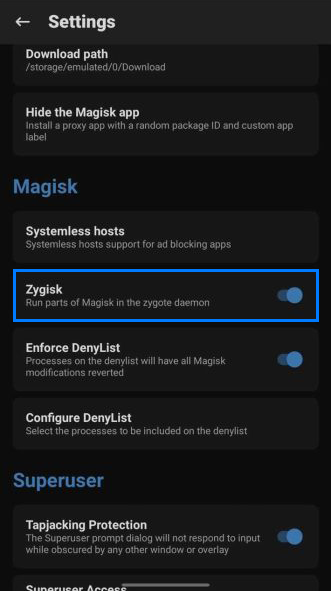 Settings
Download path
/storage/emulated/0/Download
Hide the Magisk app
Install a proxy app with a random package ID and custom app
label
Magisk
Systemless hosts
Systemless hosts support for ad blocking apps
Zygisk
Run parts of Magisk in the zygote daemon
Enforce DenyList
Processes on the denylist will have all Magisk
modifications reverted
Configure DenyList
Select the processes to be included on the denylist
Superuser
Tapjacking Protection
The Superuser prompt dialog will not respond to input
while obscured by any other window or overlay
Superuser Access